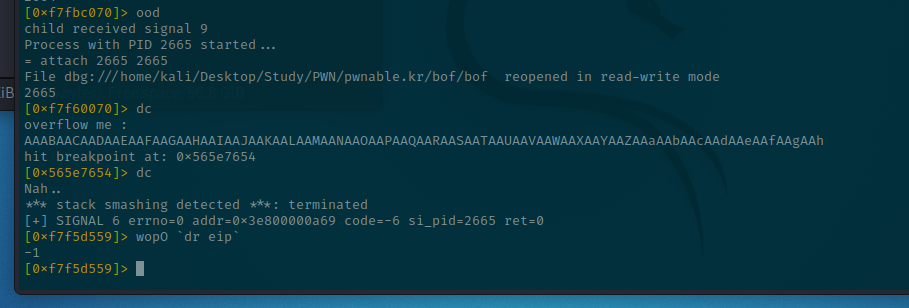 [0×f7fbc070]> ood
child received signal 9
Process with PID 2665 started…
= attach 2665 2665
File dbg:///home/kali/Desktop/Study/PWN/pwnable.kr/bof/bof  reopened in read-write mode
2665
[0×f7f60070]> dc
overflow me :
AAABAACAADAAEAAFAAGAAHAAIAAJAAKAALAAMAANAAOAAPAAQAARAASAATAAUAAVAAWAAXAAYAAZAAaAAbAAcAAdAAeAAfAAgAAh
hit breakpoint at: 0×565e7654
[0×565e7654]> dc
Nah..
*** stack smashing detected ***: terminated
[+] SIGNAL 6 errno=0 addr=0×3e800000a69 code=-6 si_pid=2665 ret=0
[0×f7f5d559]> wopO `dr eip`
-1
[0×f7f5d559]>